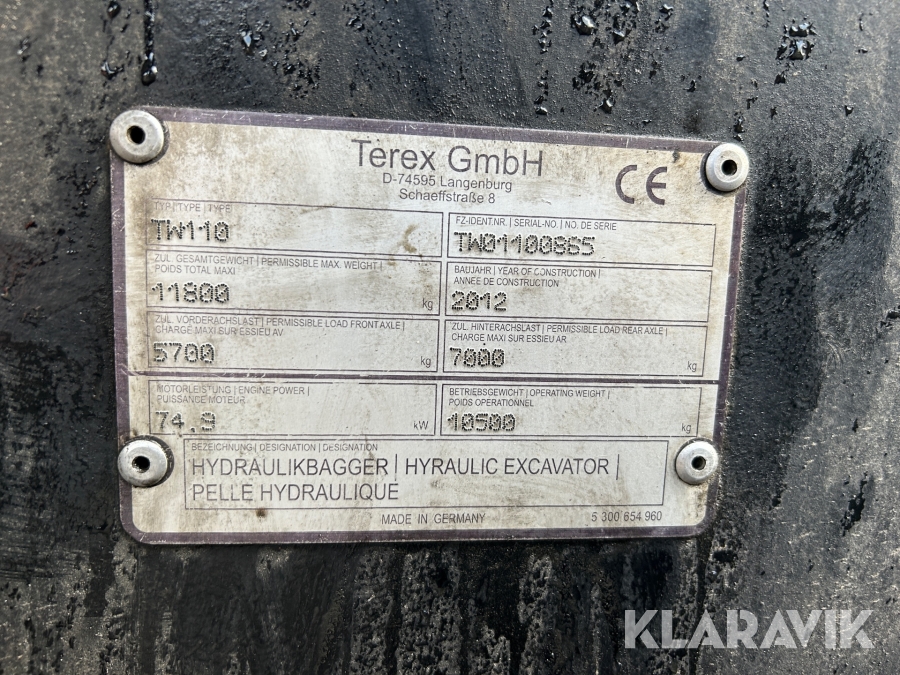 Terex GmbH
D-74595 Langenburg
Schaeffstraße 8
CE
TYP | TYPE | TYPE
TW110
FZ-IDENT.NR. | SERIAL-NO. | NO. DE SERIE
TW01100865
ZUL. GESAMTGEWICHT | PERMISSIBLE MAX. WEIGHT |
POIDS TOTAL MAXI
11800 kg
BAUJAHR | YEAR OF CONSTRUCTION |
ANNÉE DE CONSTRUCTION
2012
ZUL. VORDERACHSLAST | PERMISSIBLE LOAD FRONT AXLE |
CHARGE MAXI SUR ESSIEU AV
5700 kg
ZUL. HINTERACHSLAST | PERMISSIBLE LOAD REAR AXLE |
CHARGE MAXI SUR ESSIEU AR
7000 kg
MOTORLEISTUNG | ENGINE POWER |
PUISSANCE MOTEUR
74.9 kW
BETRIEBSGEWICHT | OPERATING WEIGHT |
POIDS OPERATIONNEL
10500 kg
BEZEICHNUNG | DESIGNATION | DESIGNATION
HYDRAULIKBAGGER | HYRAULIC EXCAVATOR |
PELLE HYDRAULIQUE
MADE IN GERMANY
5 300 654 960
KLARAVIK